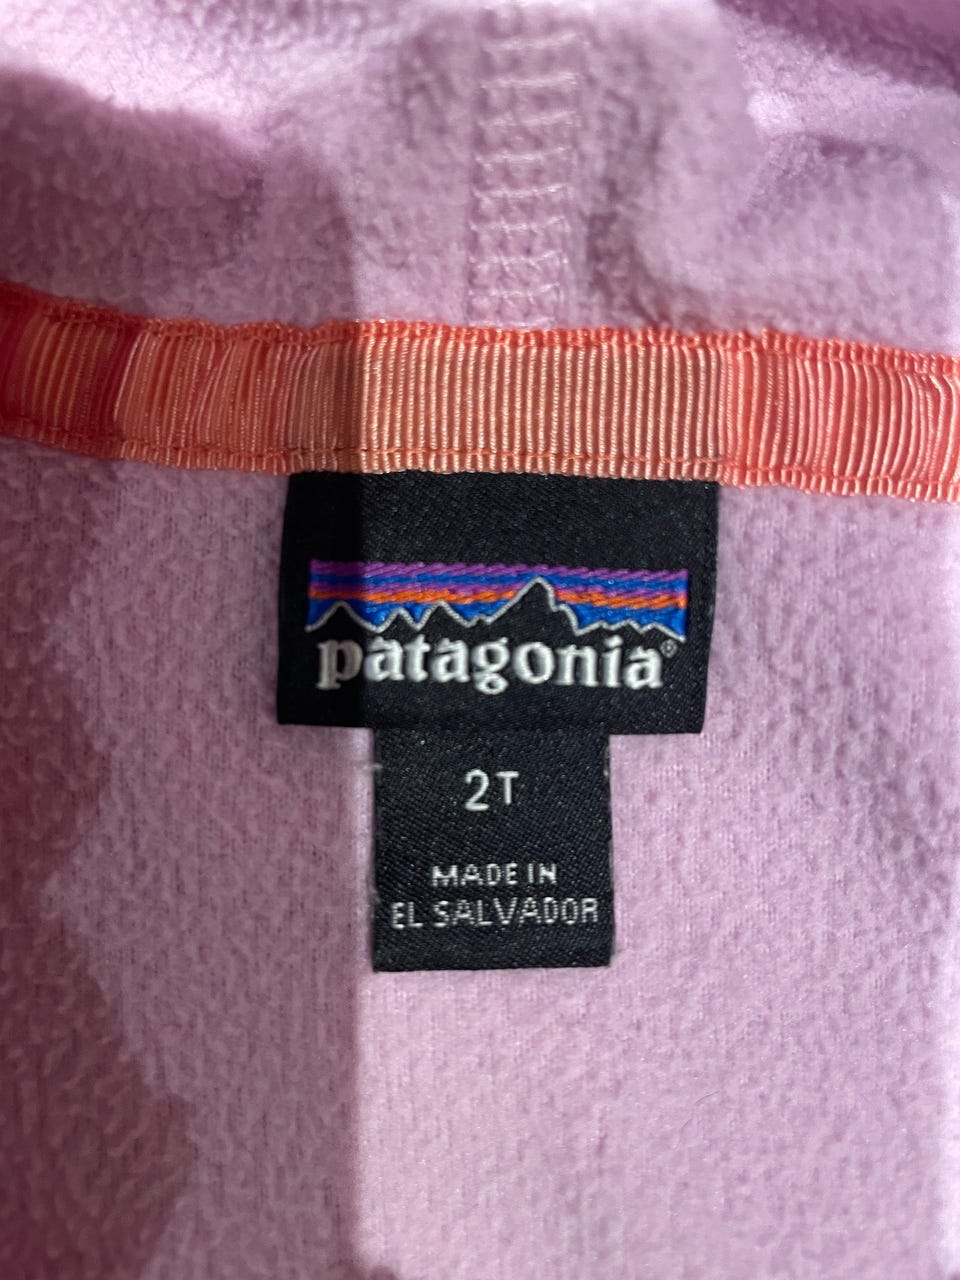 patagonia®
2T
MADE IN
EL SALVADOR